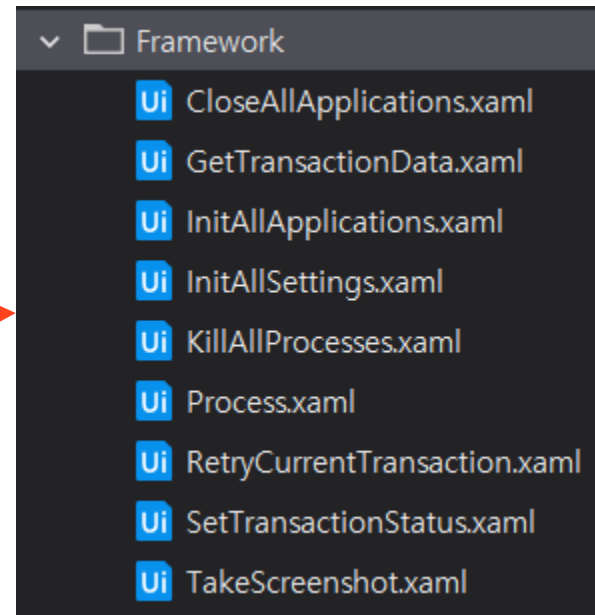 Framework
Ui CloseAllApplications.xaml
Ui GetTransactionData.xaml
Ui InitAllApplications.xaml
Ui InitAllSettings.xaml
Ui KillAllProcesses.xaml
Ui Process.xaml
Ui RetryCurrentTransaction.xaml
Ui SetTransactionStatus.xaml
Ui TakeScreenshot.xaml